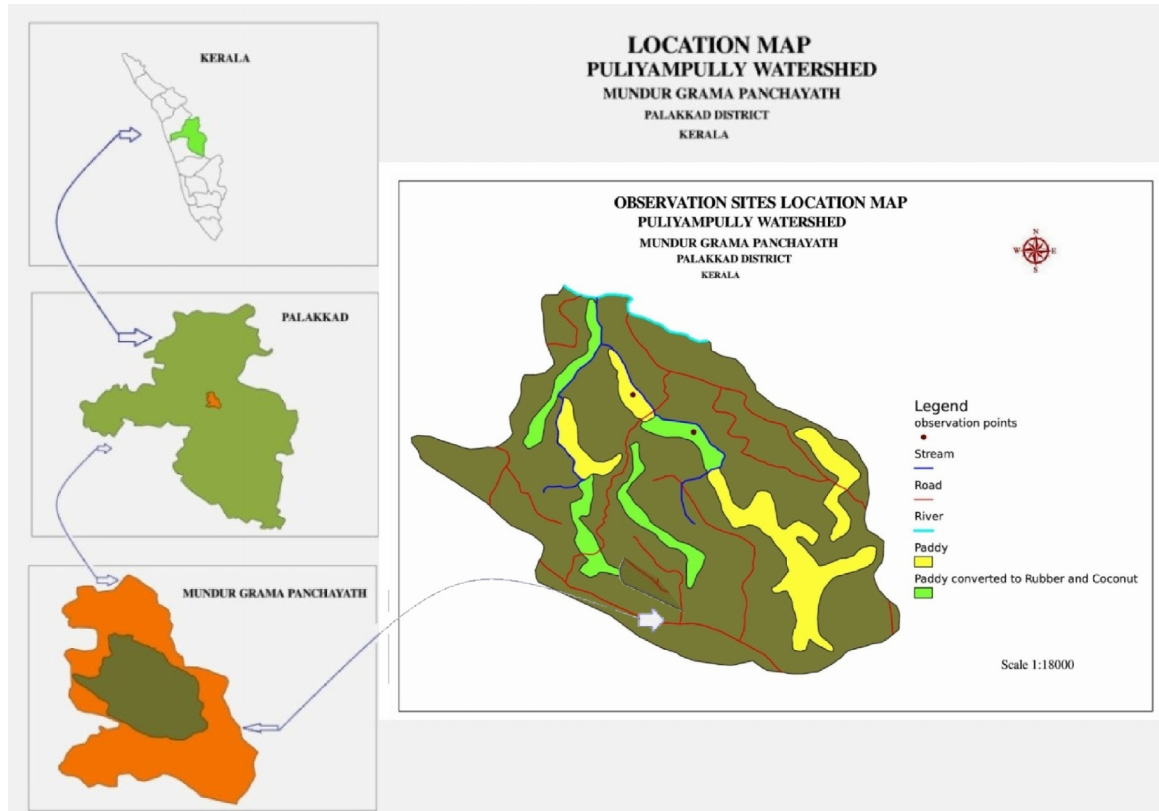 LOCATION MAP
PULIYAMPULLY WATERSHED
MUNDUR GRAMA PANCHAYATH
PALAKKAD DISTRICT
KERALA
KERALA
PALAKKAD
MUNDUR GRAMA PANCHAYATH
OBSERVATION SITES LOCATION MAP
PULIYAMPULLY WATERSHED
MUNDUR GRAMA PANCHAYATH
PALAKKAD DISTRICT
KERALA
N
W E
S
Legend
observation points
Stream
Road
River
Paddy
Paddy converted to Rubber and Coconut
Scale 1:18000